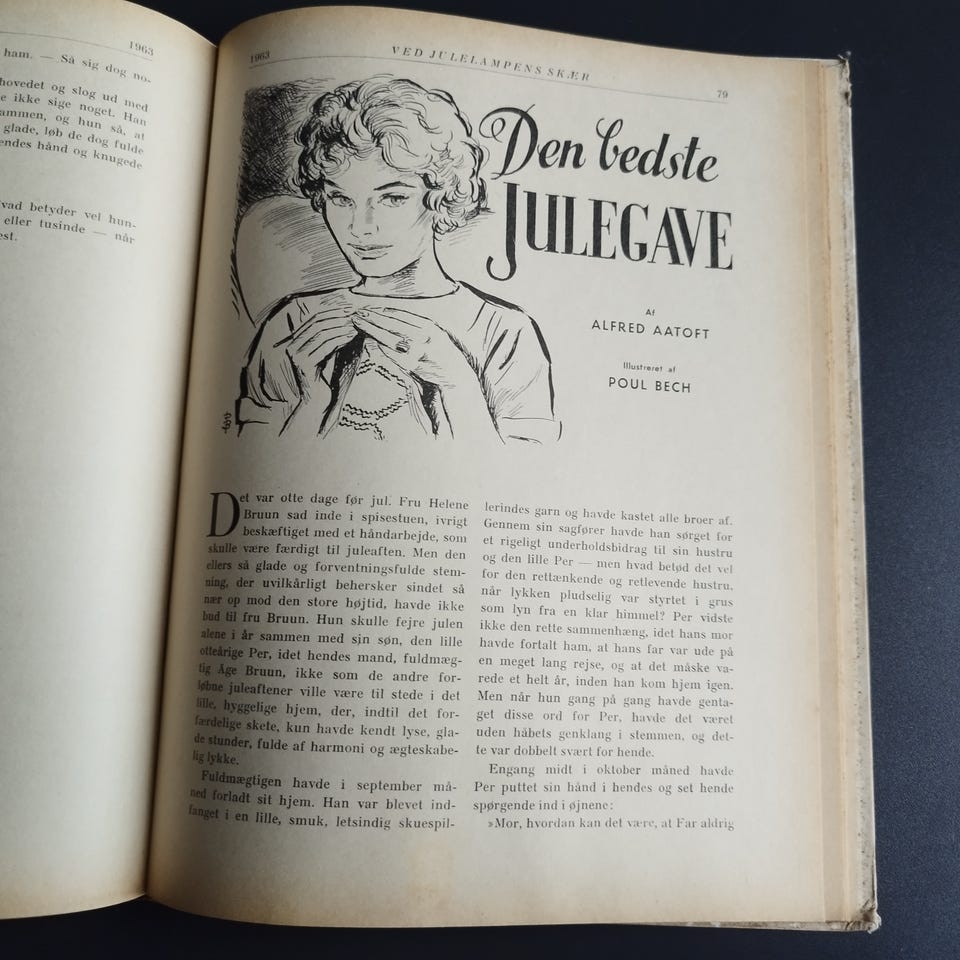 1963
ham. — Så sig dog no-
hovedet og slog ud med
e ikke sige noget. Han
ammen, og hun så, at
glade, løb de dog fulde
endes hånd og knugede
vad betyder vel hun-
eller tusinde — når
est.
1963
VED JULELAMPENS SKÆR
79
Den bedste
JULEGAVE
Af
ALFRED AATOFT
Illustreret af
POUL BECH
Det var otte dage før jul. Fru Helene
Bruun sad inde i spisestuen, ivrigt
beskæftiget med et håndarbejde, som
skulle være færdigt til juleaften. Men den
ellers så glade og forventningsfulde stem-
ning, der uvilkårligt behersker sindet så
nær op mod den store højtid, havde ikke
bud til fru Bruun. Hun skulle fejre julen
alene i år sammen med sin søn, den lille
otteårige Per, idet hendes mand, fuldmæg-
tig Åge Bruun, ikke som de andre for-
løbne juleaftener ville være til stede i det
lille, hyggelige hjem, der, indtil det for-
færdelige skete, kun havde kendt lyse, gla-
de stunder, fulde af harmoni og ægteskabe-
lig lykke.
Fuldmægtigen havde i september må-
ned forladt sit hjem. Han var blevet ind-
fanget i en lille, smuk, letsindig skuespil-
lerindes garn og havde kastet alle broer af.
Gennem sin sagfører havde han sørget for
et rigeligt underholdsbidrag til sin hustru
og den lille Per — men hvad betød det vel
for den rettænkende og retlevende hustru,
når lykken pludselig var styrtet i grus
som lyn fra en klar himmel? Per vidste
ikke den rette sammenhæng, idet hans mor
havde fortalt ham, at hans far var ude på
en meget lang rejse, og at det måske va-
rede et helt år, inden han kom hjem igen.
Men når hun gang på gang havde genta-
get disse ord for Per, havde det været
uden håbets genklang i stemmen, og det-
te var dobbelt svært for hende.
Engang midt i oktober måned havde
Per puttet sin hånd i hendes og set hende
spørgende ind i øjnene:
»Mor, hvordan kan det være, at Far aldrig